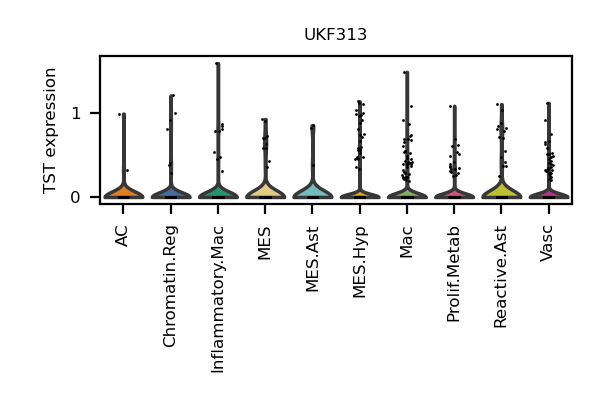 UKF313
TST expression
1
0
AC
Chromatin.Reg
Inflammatory.Mac
MES
MES.Ast
MES.Hyp
Mac
Prolif.Metab
Reactive.Ast
Vasc